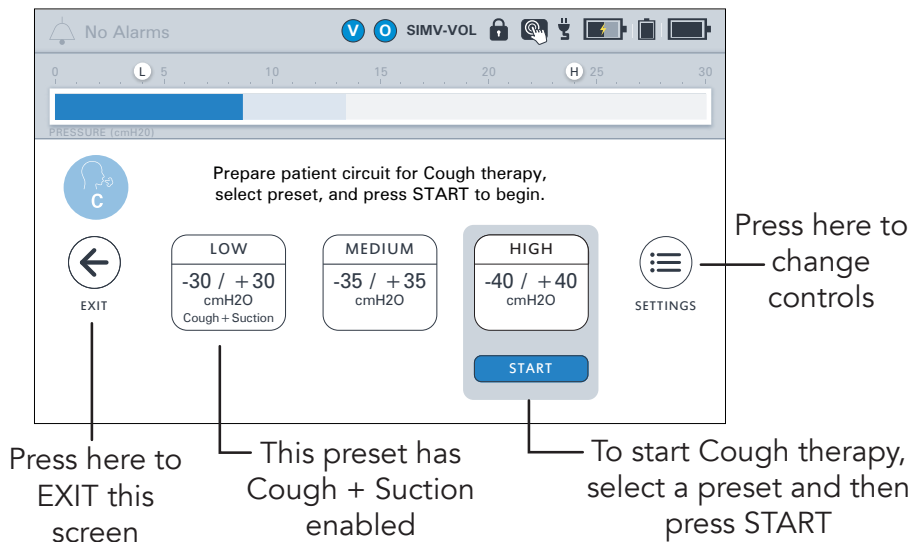 No Alarms
V O SIMV-VOL
0 L 5 10 15 20 H 25 30
PRESSURE (cmH20)
Prepare patient circuit for Cough therapy,
select preset, and press START to begin.
C
EXIT
LOW
-30 / +30
cmH2O
Cough+Suction
MEDIUM
-35 / +35
cmH2O
HIGH
-40 / +40
cmH2O
START
SETTINGS
Press here to
change
controls
Press here to
EXIT this
screen
This preset has
Cough + Suction
enabled
To start Cough therapy,
select a preset and then
press START